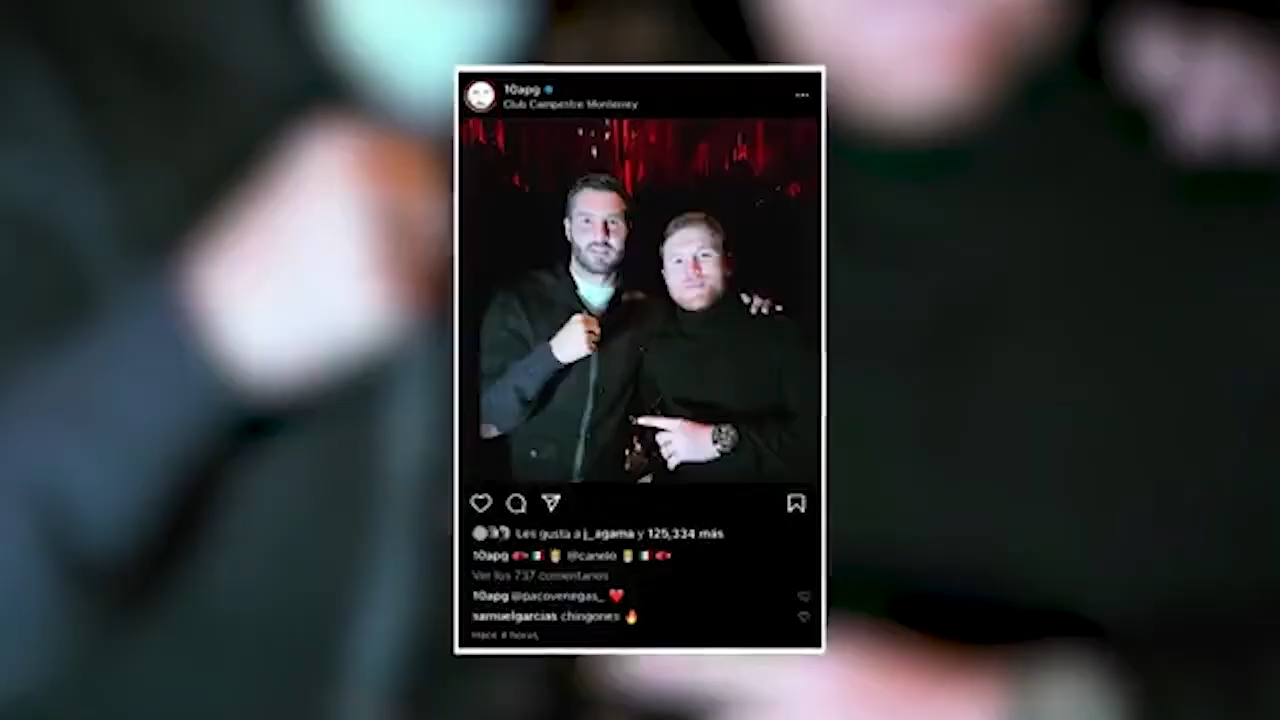 10apg
Club Campestre Monterrey
Les gusta a j_agama y 125,334 más
10apg @canelo
Ver los 737 comentarios
10apg @pacovenegas_
samuelgarcias chingones
Hace 8 horas